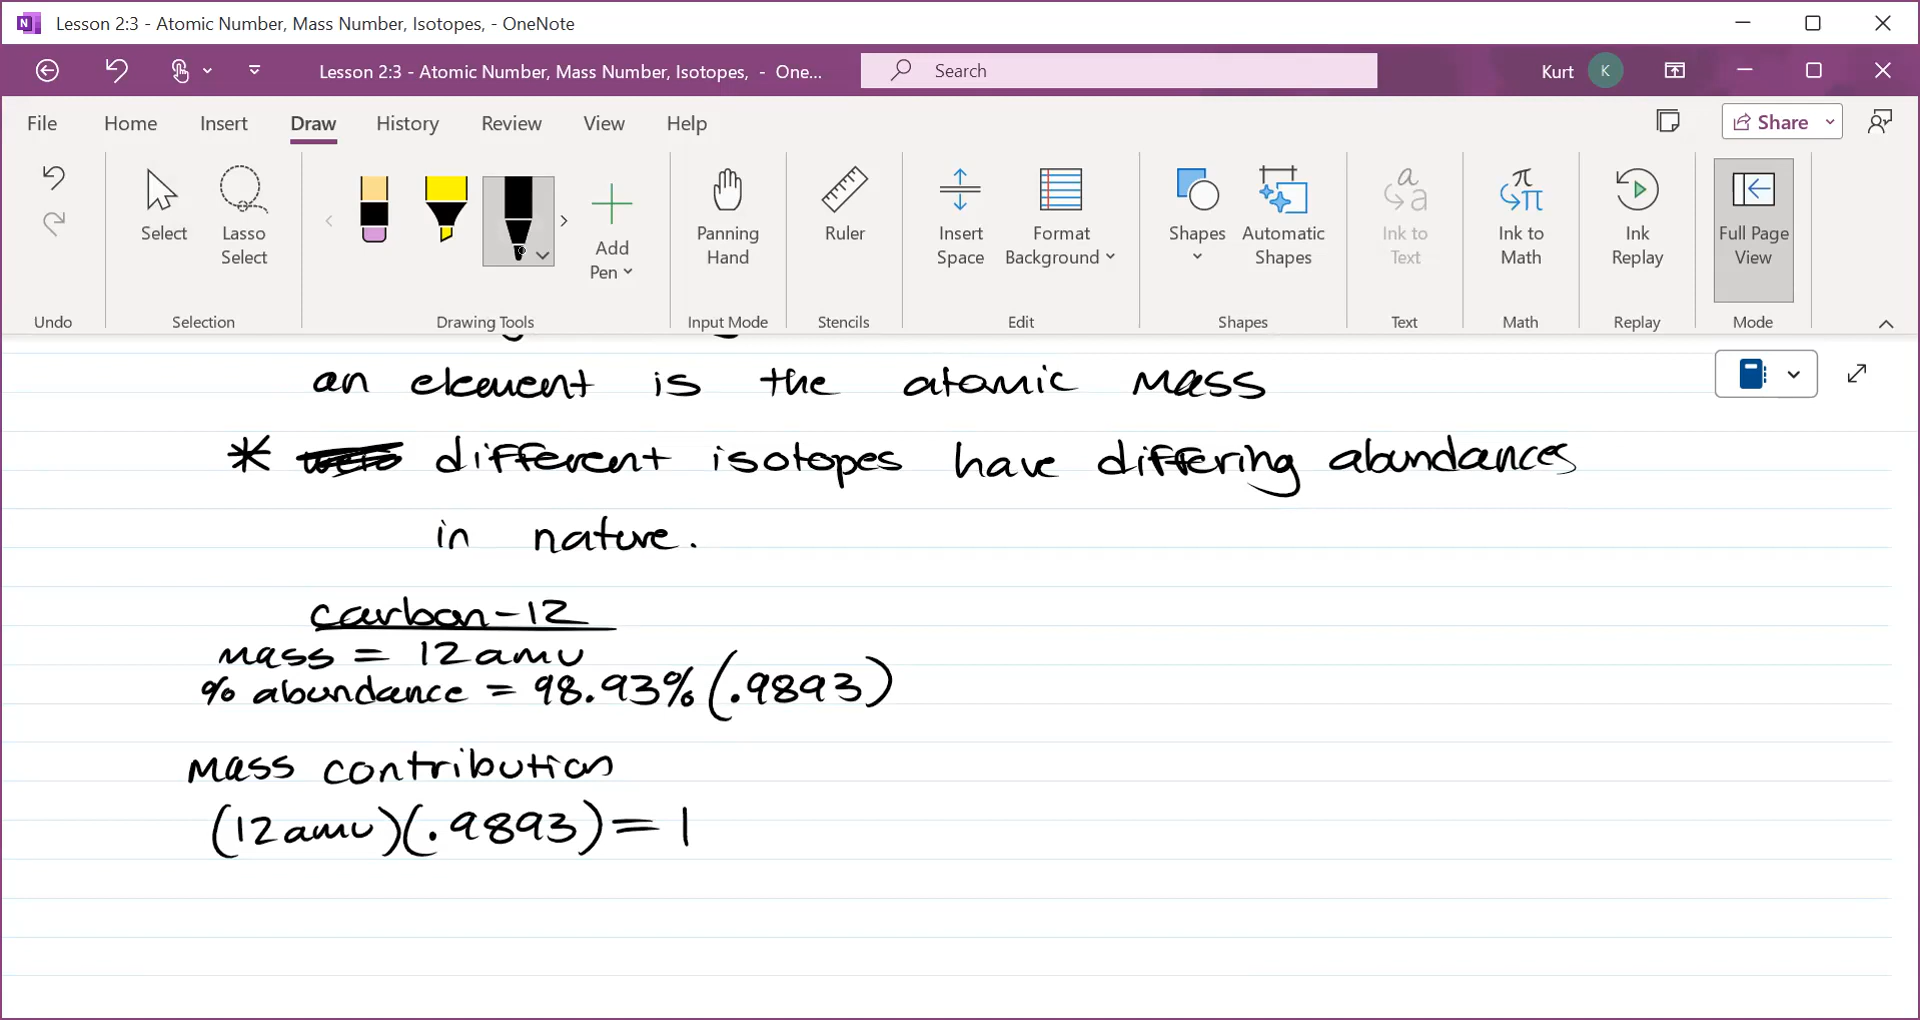 Lesson 2:3 - Atomic Number, Mass Number, Isotopes, - OneNote
Lesson 2:3 - Atomic Number, Mass Number, Isotopes, - One... Search Kurt K
File Home Insert Draw History Review View Help Share
Select Lasso Select Add Pen Panning Hand Ruler Insert Space Format Background Shapes Automatic Shapes Ink to Text Ink to Math Ink Replay Full Page View
Undo Selection Drawing Tools Input Mode Stencils Edit Shapes Text Math Replay Mode
an element is the atomic mass
* different isotopes have differing abundances
in nature.
carbon-12
mass = 12amu
% abundance = 98.93% (.9893)
mass contribution
(12amu)(.9893) = 1